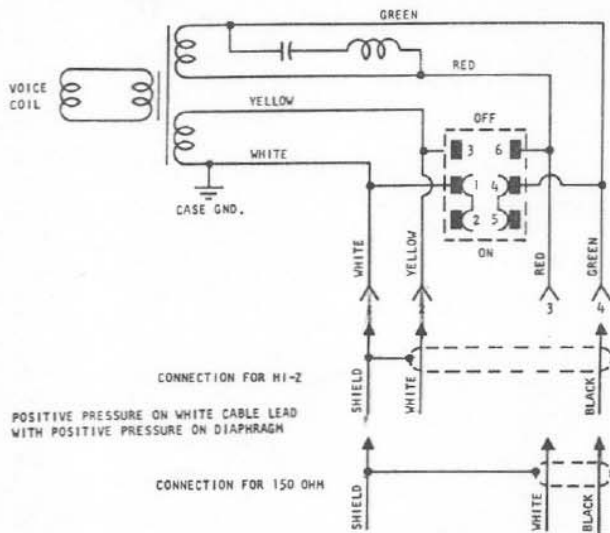 GREEN
RED
VOICE
COIL
YELLOW
OFF
3 6
WHITE
1 4
CASE GND.
2 5
ON
WHITE
YELLOW
RED
GREEN
1 2 3 4
CONNECTION FOR HI-Z
SHIELD
WHITE
BLACK
POSITIVE PRESSURE ON WHITE CABLE LEAD
WITH POSITIVE PRESSURE ON DIAPHRAGM
CONNECTION FOR 150 OHM
SHIELD
WHITE
BLACK